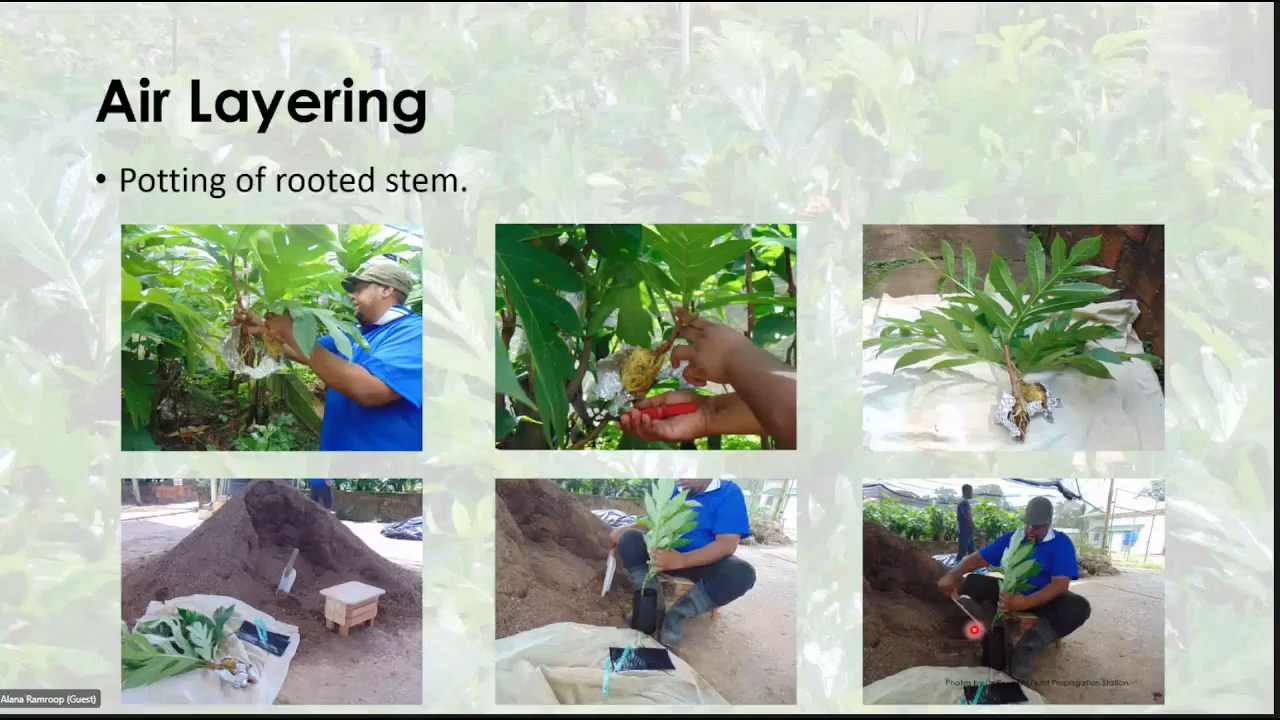 Air Layering
• Potting of rooted stem.
Photos by
Plant Propagation Station
Alana Ramroop (Guest)